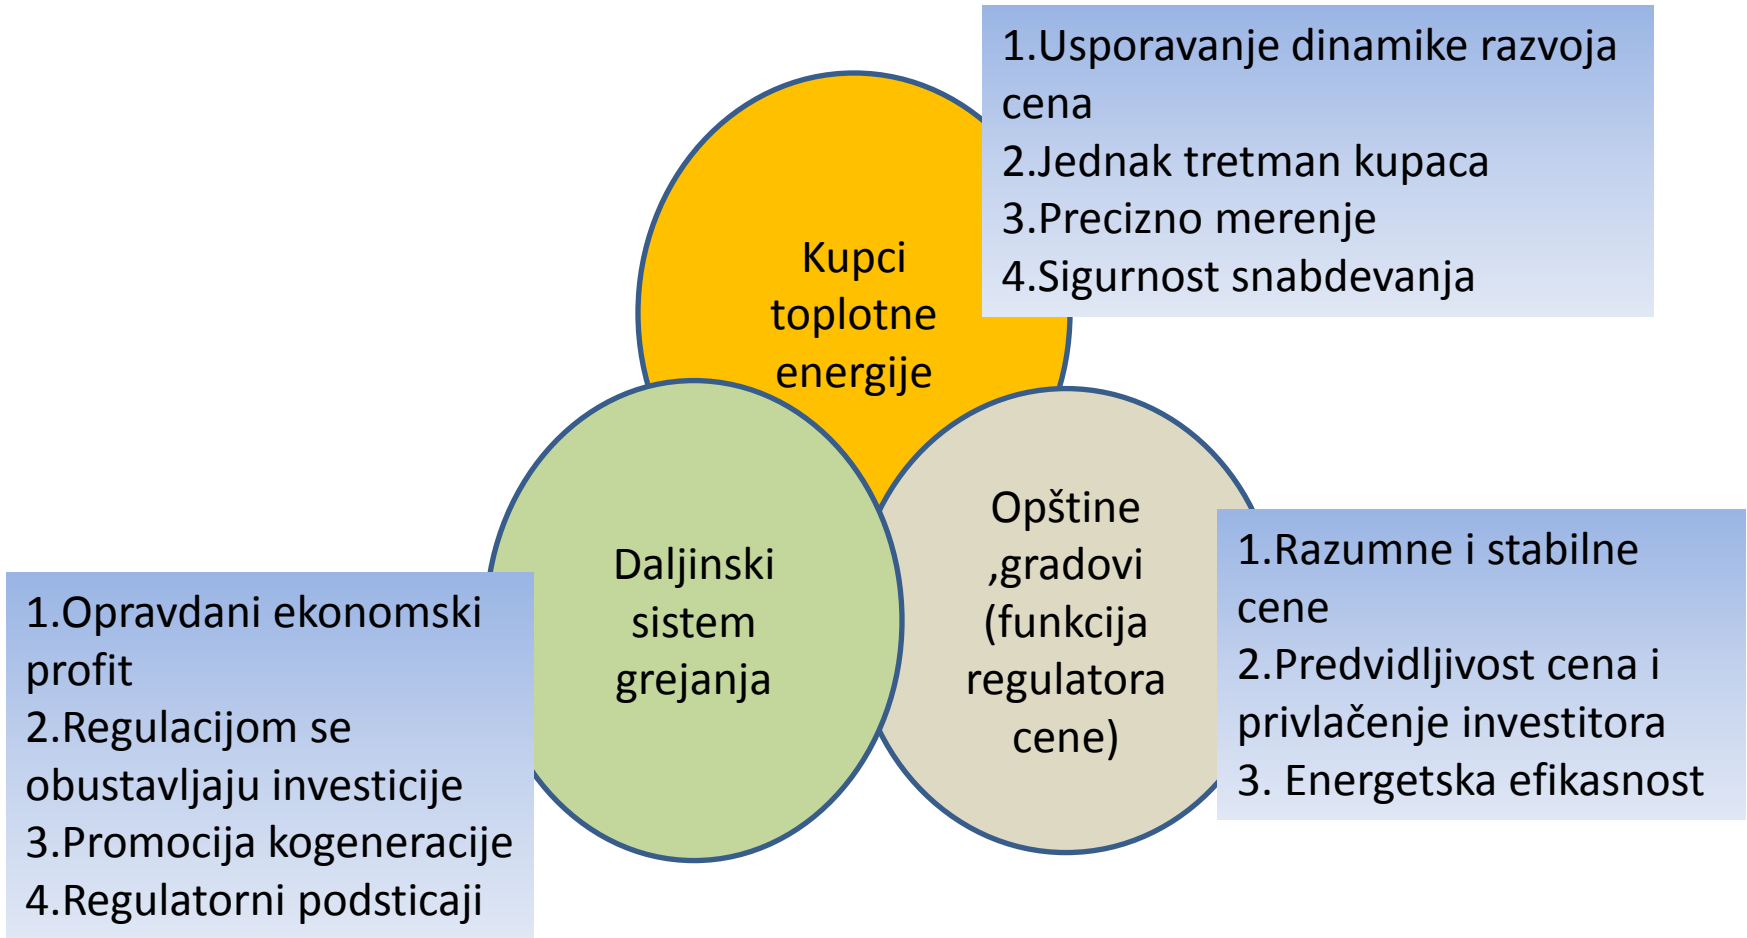 1.Usporavanje dinamike razvoja
cena
2.Jednak tretman kupaca
3.Precizno merenje
4.Sigurnost snabdevanja
Kupci
toplotne
energije
Daljinski
sistem
grejanja
Opštine
,gradovi
(funkcija
regulatora
cene)
1.Opravdani ekonomski
profit
2.Regulacijom se
obustavljaju investicije
3.Promocija kogeneracije
4.Regulatorni podsticaji
1.Razumne i stabilne
cene
2.Predvidljivost cena i
privlačenje investitora
3. Energetska efikasnost